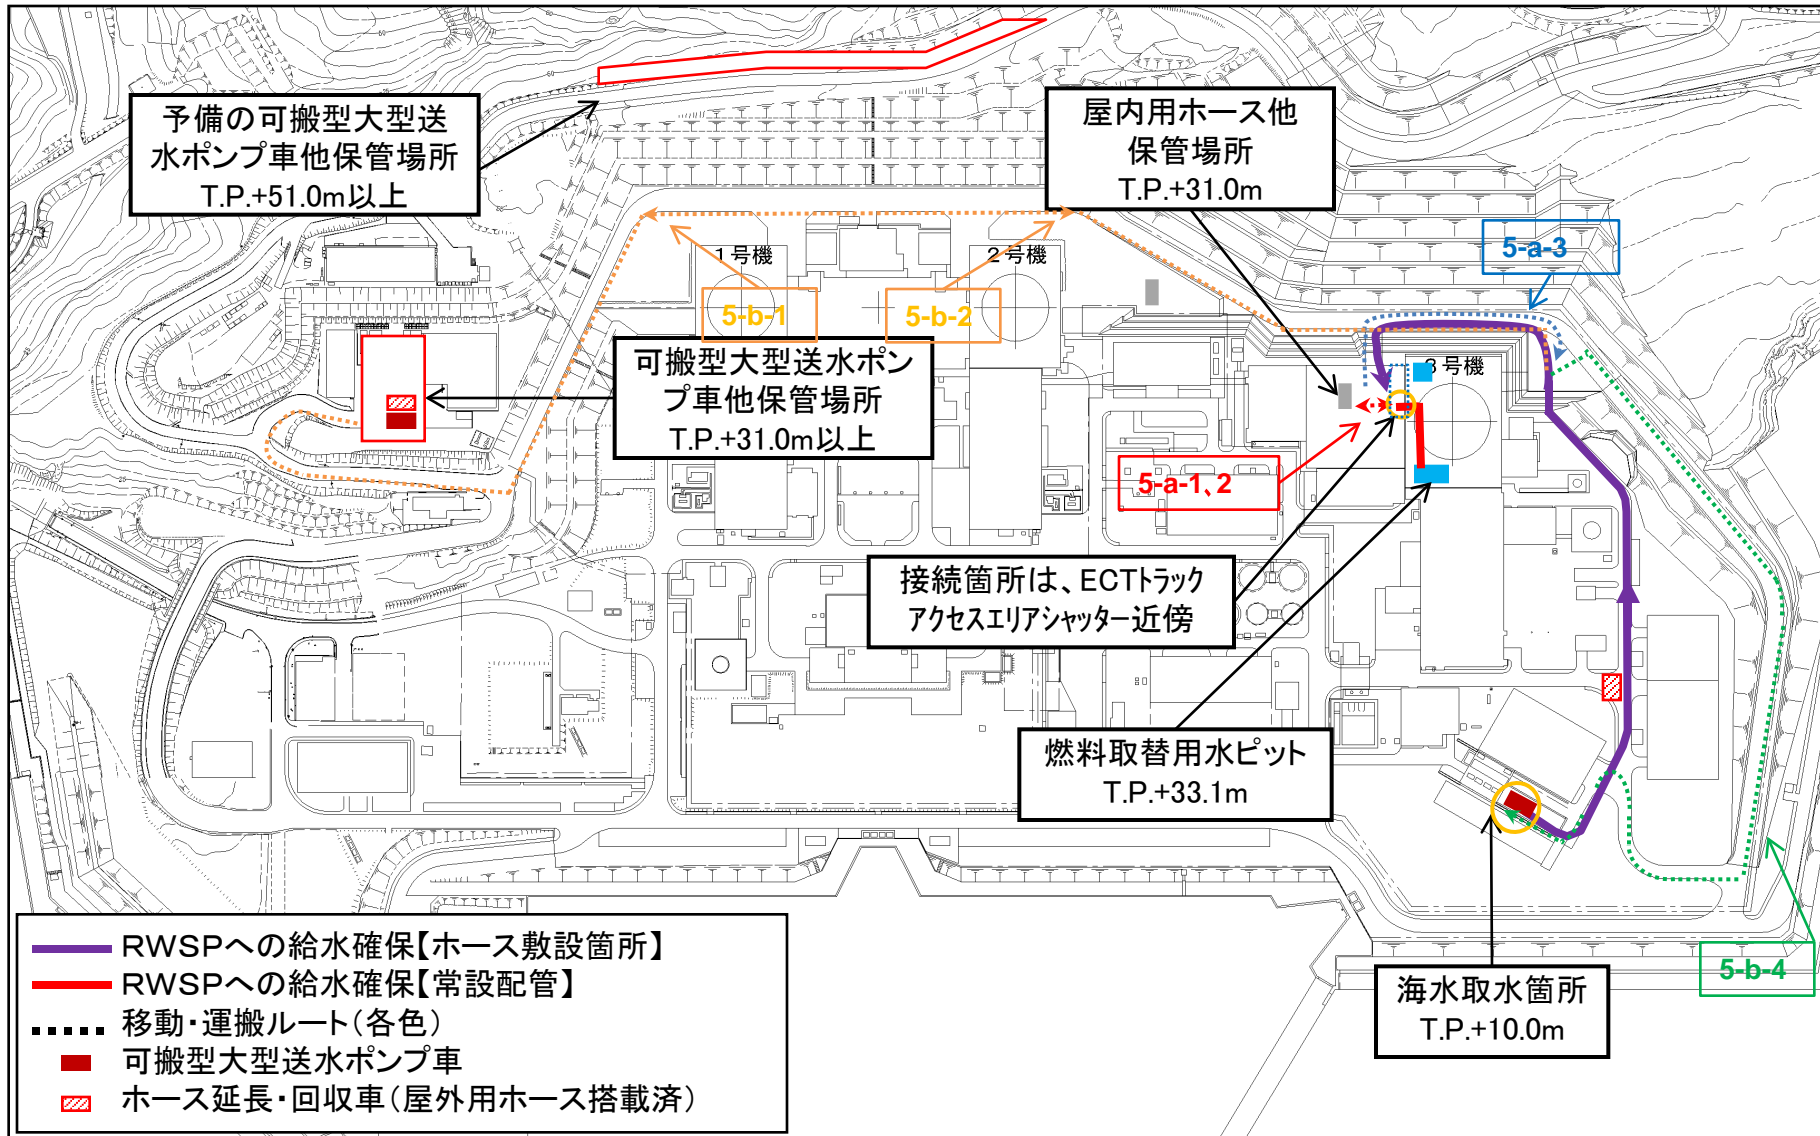 予備の可搬型大型送
水ポンプ車他保管場所
T.P.+51.0m以上
屋内用ホース他
保管場所
T.P.+31.0m
5-a-3
1号機
2号機
5-b-1
5-b-2
可搬型大型送水ポン
プ車他保管場所
T.P.+31.0m以上
3号機
5-a-1、2
接続箇所は、ECTトラック
アクセスエリアシャッター近傍
燃料取替用水ピット
T.P.+33.1m
海水取水箇所
T.P.+10.0m
5-b-4
RWSPへの給水確保【ホース敷設箇所】
RWSPへの給水確保【常設配管】
移動・運搬ルート(各色)
可搬型大型送水ポンプ車
ホース延長・回収車(屋外用ホース搭載済)